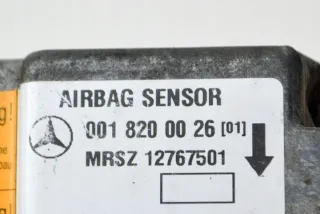 g!
AIRBAG SENSOR
001 820 00 26 [01]
MRSZ 12767501